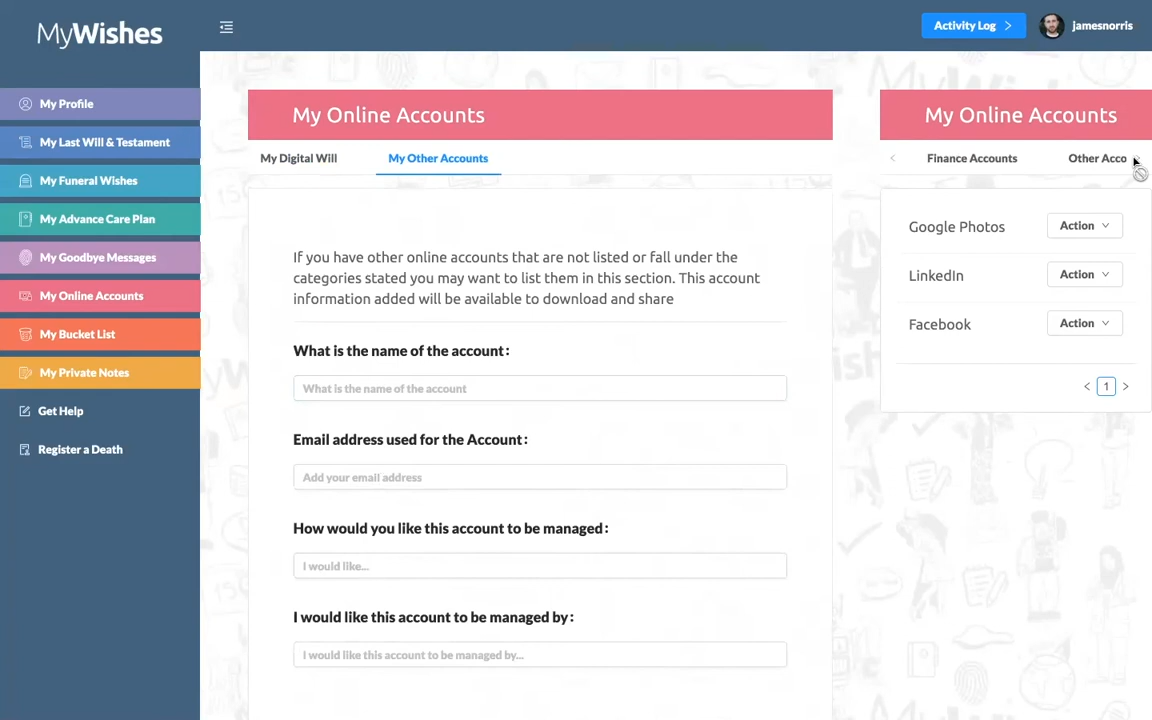 MyWishes
Activity Log
jamesnorris
My Profile
My Last Will & Testament
My Funeral Wishes
My Advance Care Plan
My Goodbye Messages
My Online Accounts
My Bucket List
My Private Notes
Get Help
Register a Death
My Online Accounts
My Digital Will
My Other Accounts
If you have other online accounts that are not listed or fall under the
categories stated you may want to list them in this section. This account
information added will be available to download and share
What is the name of the account:
What is the name of the account
Email address used for the Account:
Add your email address
How would you like this account to be managed:
I would like...
I would like this account to be managed by:
I would like this account to be managed by...
My Online Accounts
Finance Accounts
Other Acco
Google Photos
Action
LinkedIn
Action
Facebook
Action
< 1 >